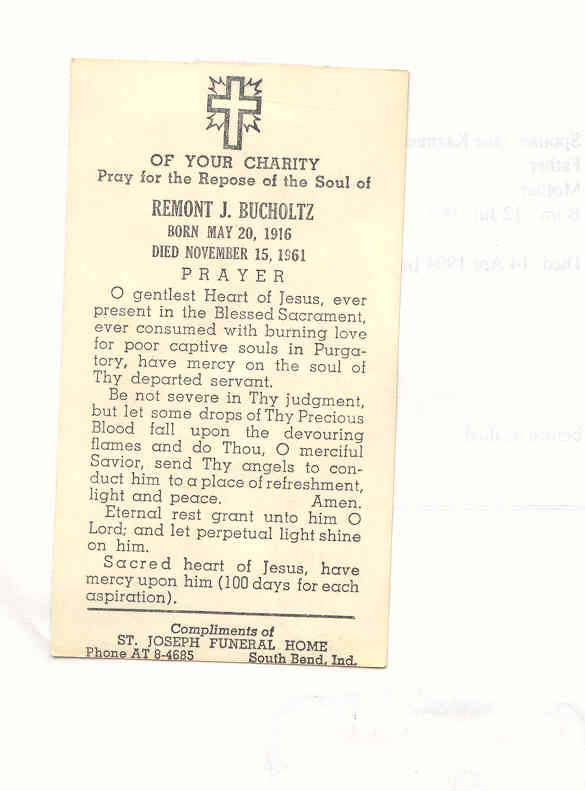 OF YOUR CHARITY
Pray for the Repose of the Soul of
REMONT J. BUCHOLTZ
BORN MAY 20, 1916
DIED NOVEMBER 15, 1961
PRAYER
O gentlest Heart of Jesus, ever
present in the Blessed Sacrament,
ever consumed with burning love
for poor captive souls in Purga-
tory, have mercy on the soul of
Thy departed servant.
Be not severe in Thy judgment,
but let some drops of Thy Precious
Blood fall upon the devouring
flames and do Thou, O merciful
Savior, send Thy angels to con-
duct him to a place of refreshment,
light and peace. Amen.
Eternal rest grant unto him O
Lord; and let perpetual light shine
on him.
Sacred heart of Jesus, have
mercy upon him (100 days for each
aspiration).
Compliments of
ST. JOSEPH FUNERAL HOME
Phone AT 8-4685 South Bend, Ind.
Father
Mother